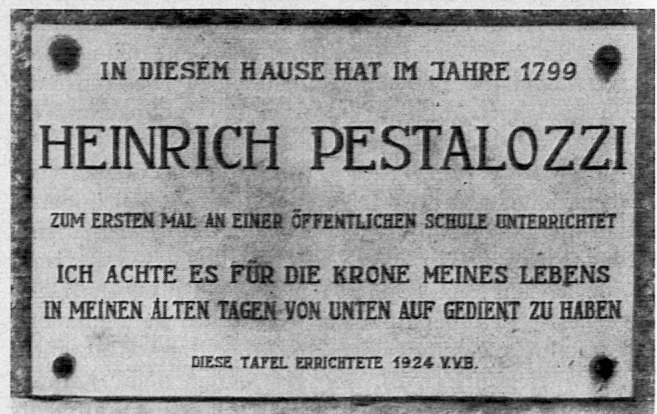 IN DIESEM HAUSE HAT IM JAHRE 1799
HEINRICH PESTALOZZI
ZUM ERSTEN MAL AN EINER ÖFFENTLICHEN SCHULE UNTERRICHTET
ICH ACHTE ES FÜR DIE KRONE MEINES LEBENS
IN MEINEN ALTEN TAGEN VON UNTEN AUF GEDIENT ZU HABEN
DIESE TAFEL ERRICHTETE 1924 V.V.B.